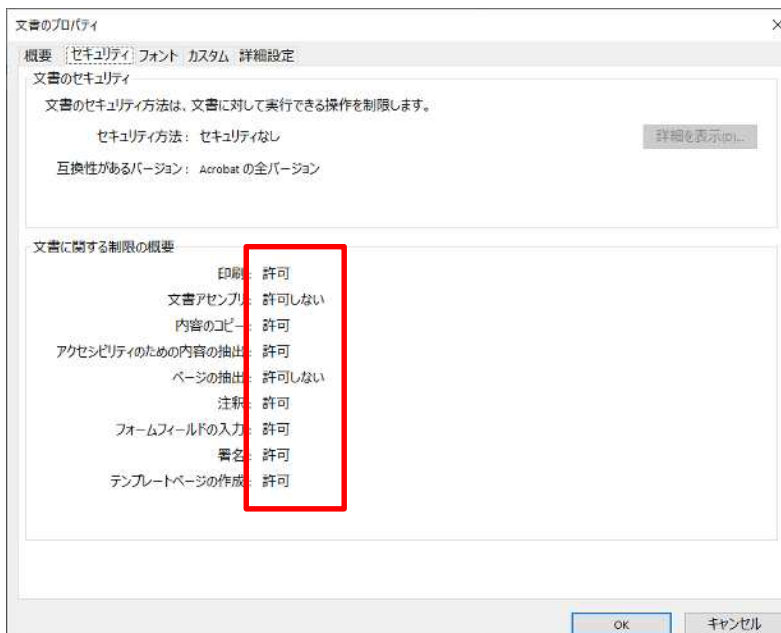 文書のプロパティ
概要 セキュリティ フォント カスタム 詳細設定
文書のセキュリティ
文書のセキュリティ方法は、文書に対して実行できる操作を制限します。
セキュリティ方法: セキュリティなし 詳細を表示(D)...
互換性があるバージョン: Acrobat の全バージョン
文書に関する制限の概要
印刷: 許可
文書アセンブリ: 許可しない
内容のコピー: 許可
アクセシビリティのための内容の抽出: 許可
ページの抽出: 許可しない
注釈: 許可
フォームフィールドの入力: 許可
署名: 許可
テンプレートページの作成: 許可
OK キャンセル